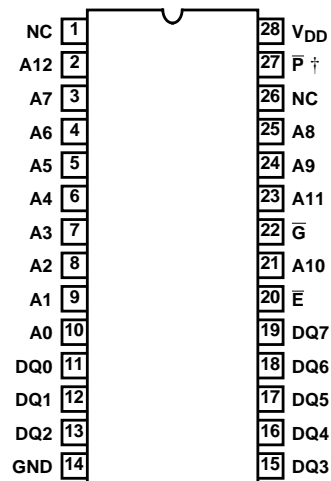 NC 1 28 VDD
A12 2 27 P̅ †
A7 3 26 NC
A6 4 25 A8
A5 5 24 A9
A4 6 23 A11
A3 7 22 G̅
A2 8 21 A10
A1 9 20 E̅
A0 10 19 DQ7
DQ0 11 18 DQ6
DQ1 12 17 DQ5
DQ2 13 16 DQ4
GND 14 15 DQ3